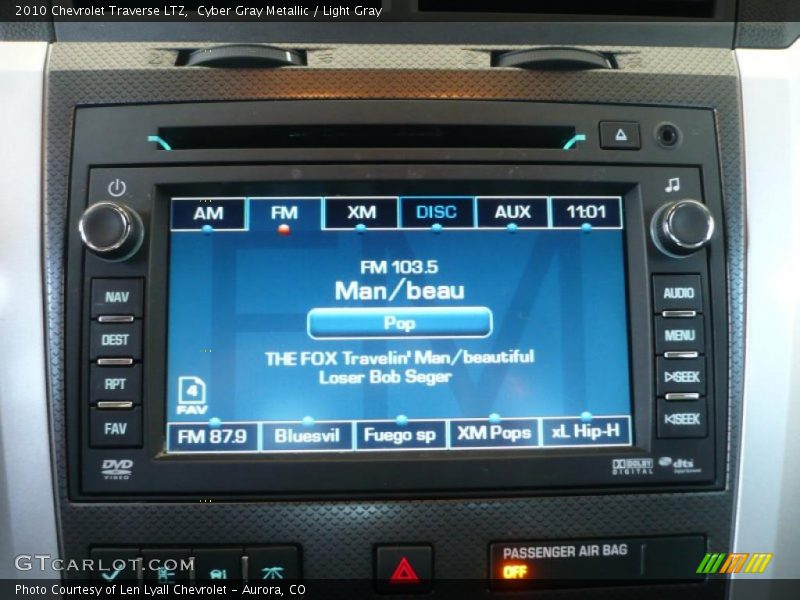 2010 Chevrolet Traverse LTZ, Cyber Gray Metallic / Light Gray
AM FM XM DISC AUX 11:01
NAV
DEST
RPT
FAV
FM 103.5
Man/beau
Pop
THE FOX Travelin' Man/beautiful
Loser Bob Seger
4
FAV
FM 87.9 Bluesvil Fuego sp XM Pops xL Hip-H
AUDIO
MENU
SEEK
SEEK
DVD
VIDEO
DOLBY
DIGITAL
dts
PASSENGER AIR BAG
OFF
GTCARLOT.COM
Photo Courtesy of Len Lyall Chevrolet - Aurora, CO